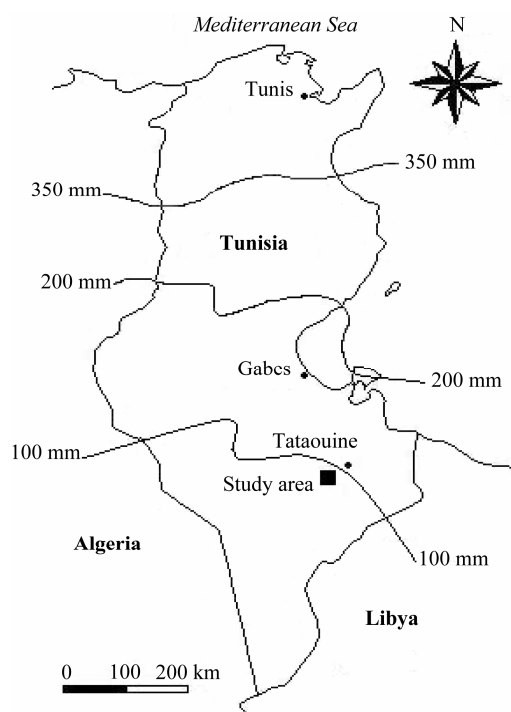 Mediterranean Sea
N
Tunis
350 mm
350 mm
Tunisia
200 mm
Gabcs
200 mm
100 mm
Tataouine
Study area
Algeria
100 mm
Libya
0 100 200 km